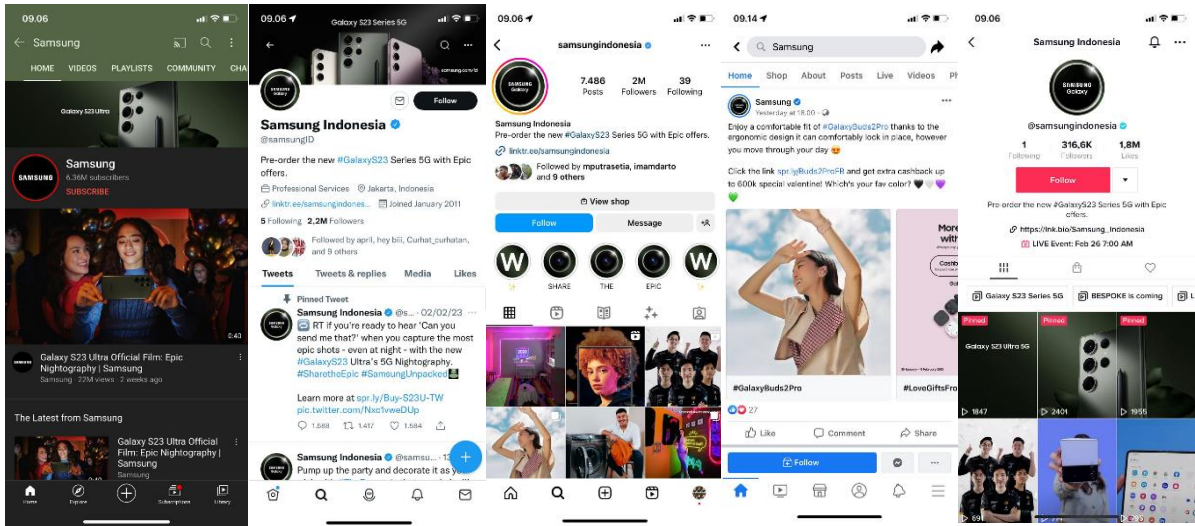 09.06
Samsung
HOME VIDEOS PLAYLISTS COMMUNITY CHA
Galaxy S23 Ultra
SAMSUNG
Samsung
6.36M subscribers
SUBSCRIBE
0:40
Galaxy S23 Ultra Official Film: Epic
Nightography | Samsung
Samsung · 22M views · 2 weeks ago
The Latest from Samsung
Galaxy S23 Ultra Official
Film: Epic Nightography |
Samsung
Samsung
Home Explore Subscriptions Library
09.06
Galaxy S23 Series 5G
samsung.com/id
SAMSUNG
Galaxy
Follow
Samsung Indonesia
@samsungID
Pre-order the new #GalaxyS23 Series 5G with Epic
offers.
Professional Services Jakarta, Indonesia
linktr.ee/samsungindones... Joined January 2011
5 Following 2,2M Followers
Followed by april, hey biii, Curhat_curhatan,
and 9 others
Tweets Tweets & replies Media Likes
Pinned Tweet
Samsung Indonesia @s... · 02/02/23
RT if you're ready to hear 'Can you
send me that?' when you capture the most
epic shots - even at night - with the new
#GalaxyS23 Ultra's 5G Nightography.
#SharetheEpic #SamsungUnpacked
Learn more at spr.ly/Buy-S23U-TW
pic.twitter.com/Nxc1vweDUp
1.588 1.417 1.584
Samsung Indonesia @samsu...
Pump up the party and decorate it as yo
09.06
samsungindonesia
SAMSUNG
Galaxy
7.486 2M 39
Posts Followers Following
Samsung Indonesia
Pre-order the new #GalaxyS23 Series 5G with Epic offers.
linktr.ee/samsungindonesia
Followed by mputrasetia, imamdarto
and 9 others
View shop
Follow Message
W W
SHARE THE EPIC
09.14
Samsung
Home Shop About Posts Live Videos Ph
Samsung
Yesterday at 18.00
Enjoy a comfortable fit of #GalaxyBuds2Pro thanks to the
ergonomic design it can comfortably lock in place, however
you move through your day
Click the link spr.ly/Buds2ProFB and get extra cashback up
to 600k special valentine! Which's your fav color?
More
with
#GalaxyBuds2Pro #LoveGiftsFro
27
Like Comment Share
Follow
09.06
Samsung Indonesia
SAMSUNG
Galaxy
@samsungindonesia
1 316,6K 1,8M
Following Followers Likes
Follow
Pre-order the new #GalaxyS23 Series 5G with Epic
offers.
https://lnk.bio/Samsung_Indonesia
LIVE Event: Feb 26 7:00 AM
Galaxy S23 Series 5G BESPOKE is coming L
Pinned Pinned Pinned
Galaxy S23 Ultra 5G
1847 2401 1955
691 771 795